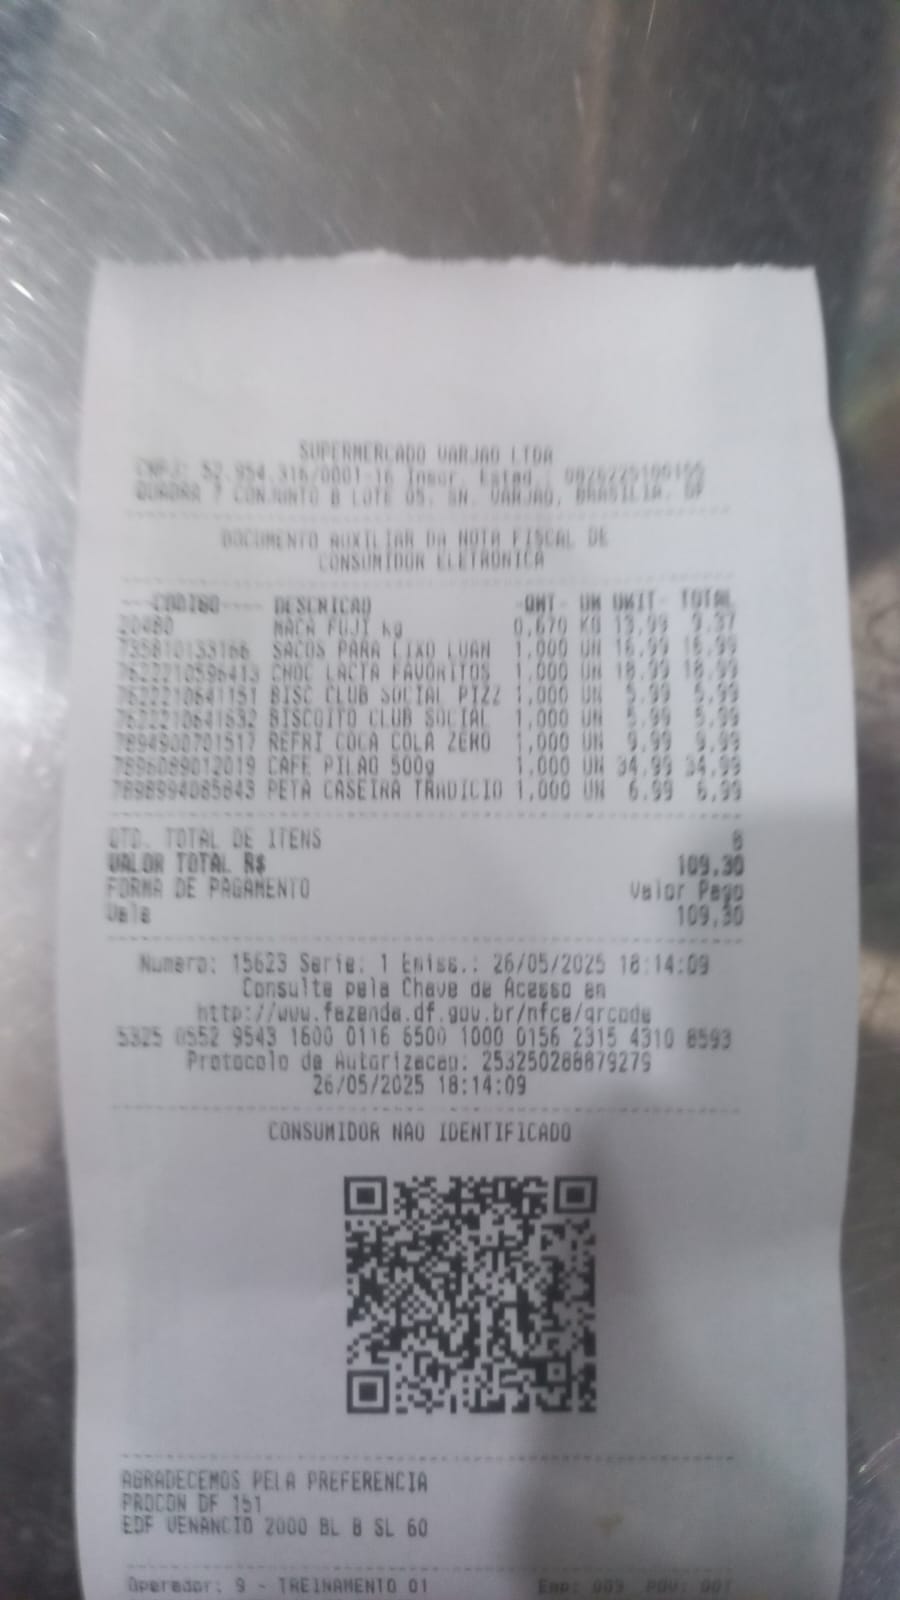 SUPERMERCADO VARJAO LTDA
CNPJ: 52.954.316/0001-16 Inscr. Estad.:
QUADRA 7 CONJUNTO B LOTE 05, SN, VARJAO, BRASILIA, DF
DOCUMENTO AUXILIAR DA NOTA FISCAL DE
CONSUMIDOR ELETRONICA
---CODIGO---- DESCRICAO -QNT- UN UNIT- TOTAL
20480 MACA FUJI kg 0,670 KG 13,99 9,37
735810133166 SACOS PARA LIXO LUAN 1,000 UN 16,99 16,99
7622210596413 CHOC LACTA FAVORITOS 1,000 UN 18,99 18,99
7622210641151 BISC CLUB SOCIAL PIZZ 1,000 UN 5,99 5,99
7622210641632 BISCOITO CLUB SOCIAL 1,000 UN 5,99 5,99
7894900701517 REFRI COCA COLA ZERO 1,000 UN 9,99 9,99
7896089012019 CAFE PILAO 500g 1,000 UN 34,99 34,99
7898994085843 PETA CASEIRA TRADICIO 1,000 UN 6,99 6,99
QTD. TOTAL DE ITENS 8
VALOR TOTAL R$ 109,30
FORMA DE PAGAMENTO Valor Pago
Vale 109,30
Numero: 15623 Serie: 1 Emiss.: 26/05/2025 18:14:09
Consulte pela Chave de Acesso em
http://www.fazenda.df.gov.br/nfce/qrcode
5325 0552 9543 1600 0116 6500 1000 0156 2315 4310 8593
Protocolo de Autorizacao: 253250288879279
26/05/2025 18:14:09
CONSUMIDOR NAO IDENTIFICADO
AGRADECEMOS PELA PREFERENCIA
PROCON DF 151
EDF VENANCIO 2000 BL B SL 60
Operador: 9 - TREINAMENTO 01 Emp: 003 PDV: 001